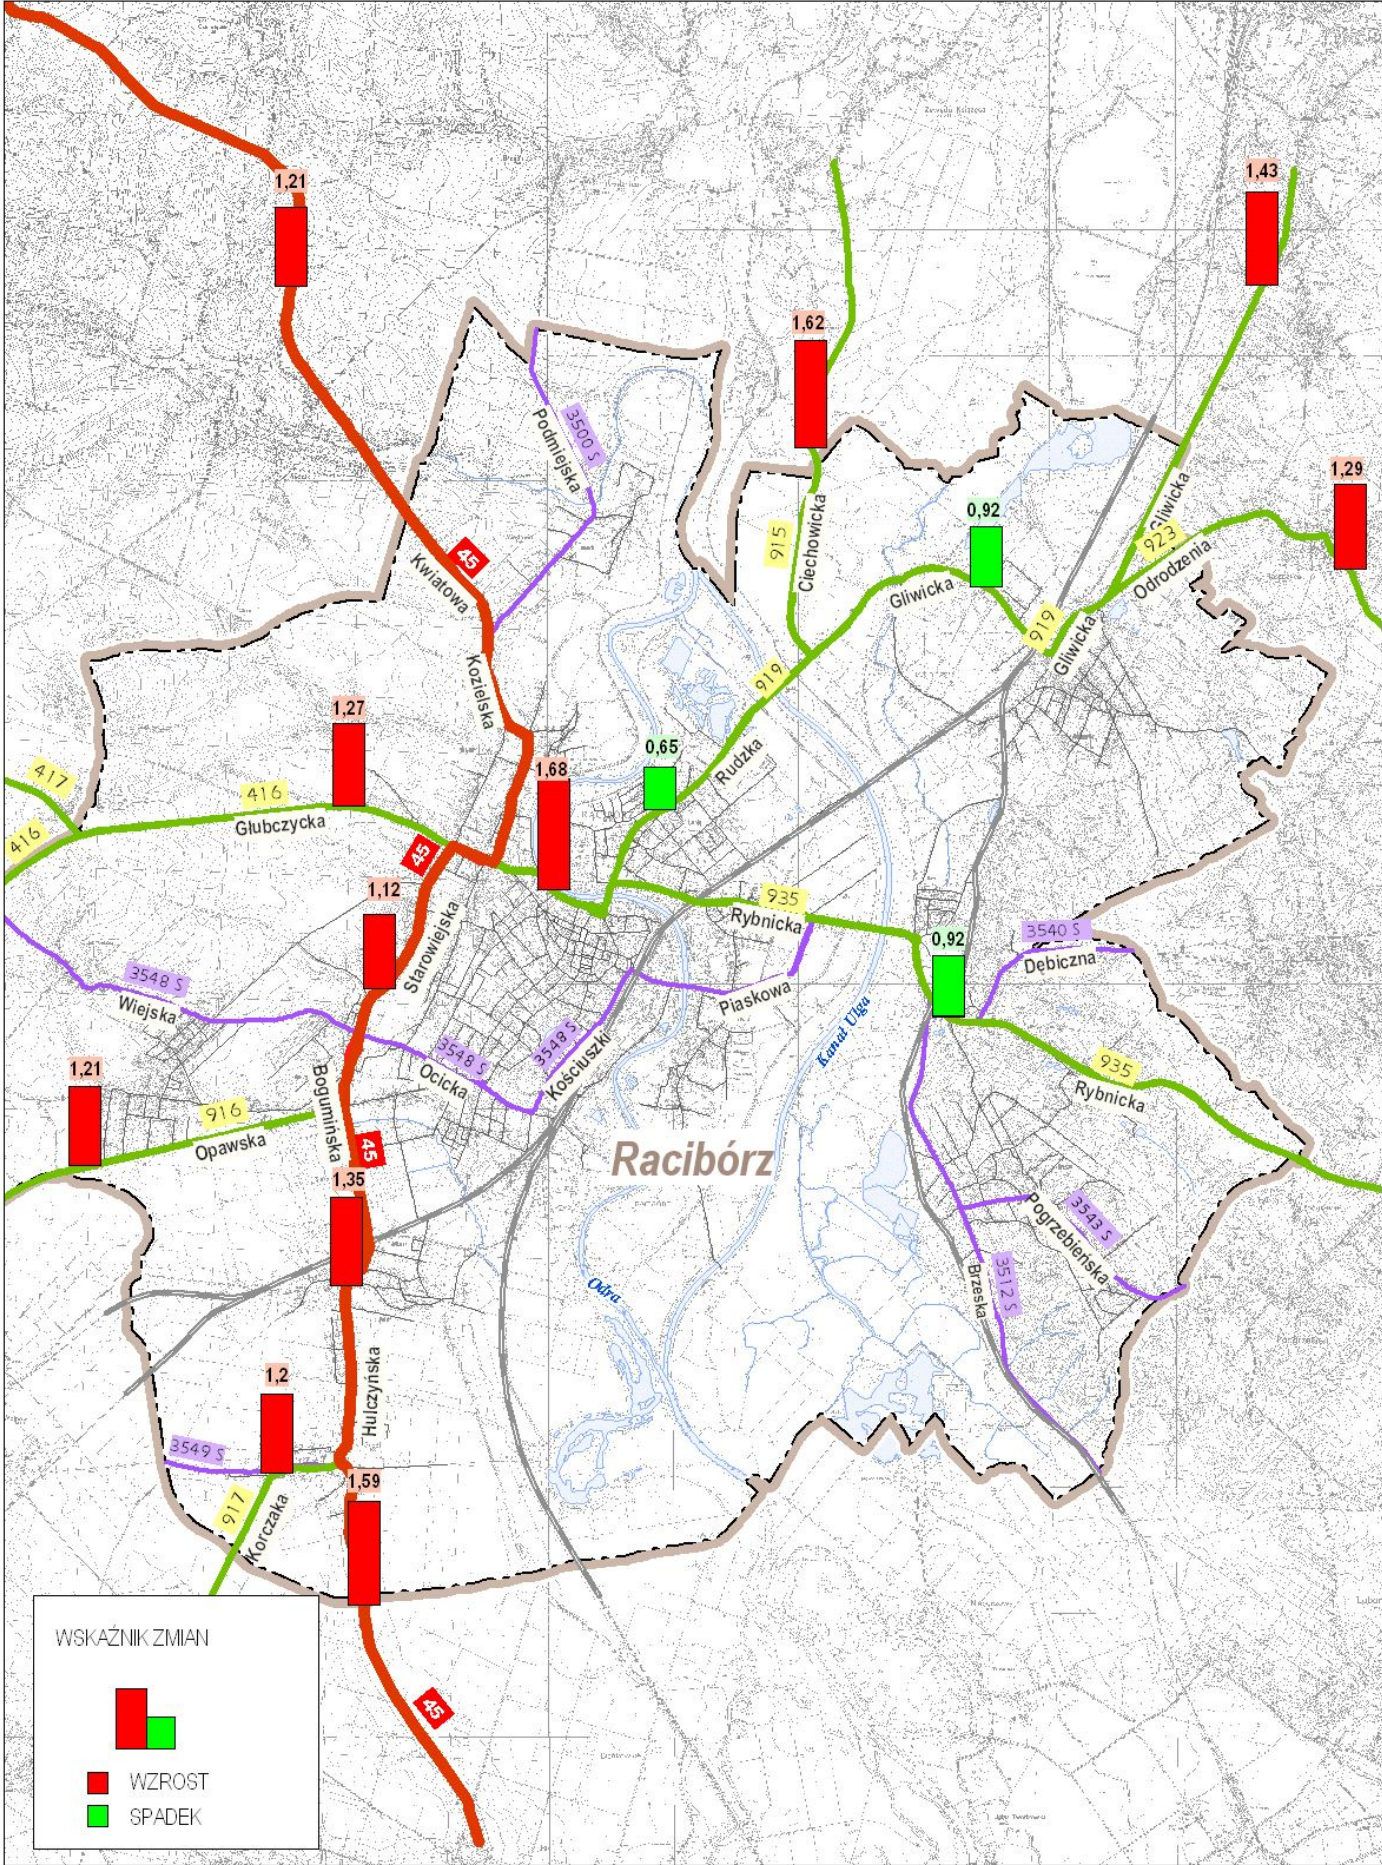 1,21
1,43
1,62
3500 S
Podmiejska
1,29
0,92
915
Ciechowicka
Gliwicka
923
Odrodzenia
45
Kwiatowa
Gliwicka
919
Gliwicka
Kozielska
919
1,27
0,65
Rudzka
1,68
417
416
Głubczycka
416
45
1,12
935
Rybnicka
Starowiejska
0,92
3540 S
Dębiczna
3548 S
Wiejska
Piaskowa
Kanał Ulga
3548 S
Ocicka
3548 S
Kościuszki
1,21
Bogumińska
935
Rybnicka
916
Opawska
45
Racibórz
1,35
Pogrzebieńska
3543 S
Odra
Brzeska
3512 S
Hulczyńska
1,2
3549 S
1,59
917
Korczaka
WSKAŹNIK ZMIAN
WZROST
SPADEK
45